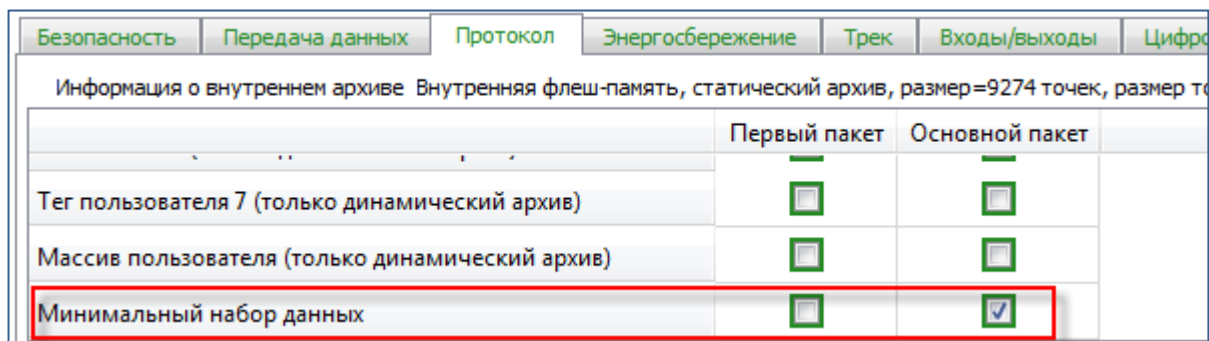 Безопасность Передача данных Протокол Энергосбережение Трек Входы/выходы Цифро
Информация о внутреннем архиве Внутренняя флеш-память, статический архив, размер=9274 точек, размер то
Первый пакет Основной пакет
Тег пользователя 7 (только динамический архив)
Массив пользователя (только динамический архив)
Минимальный набор данных